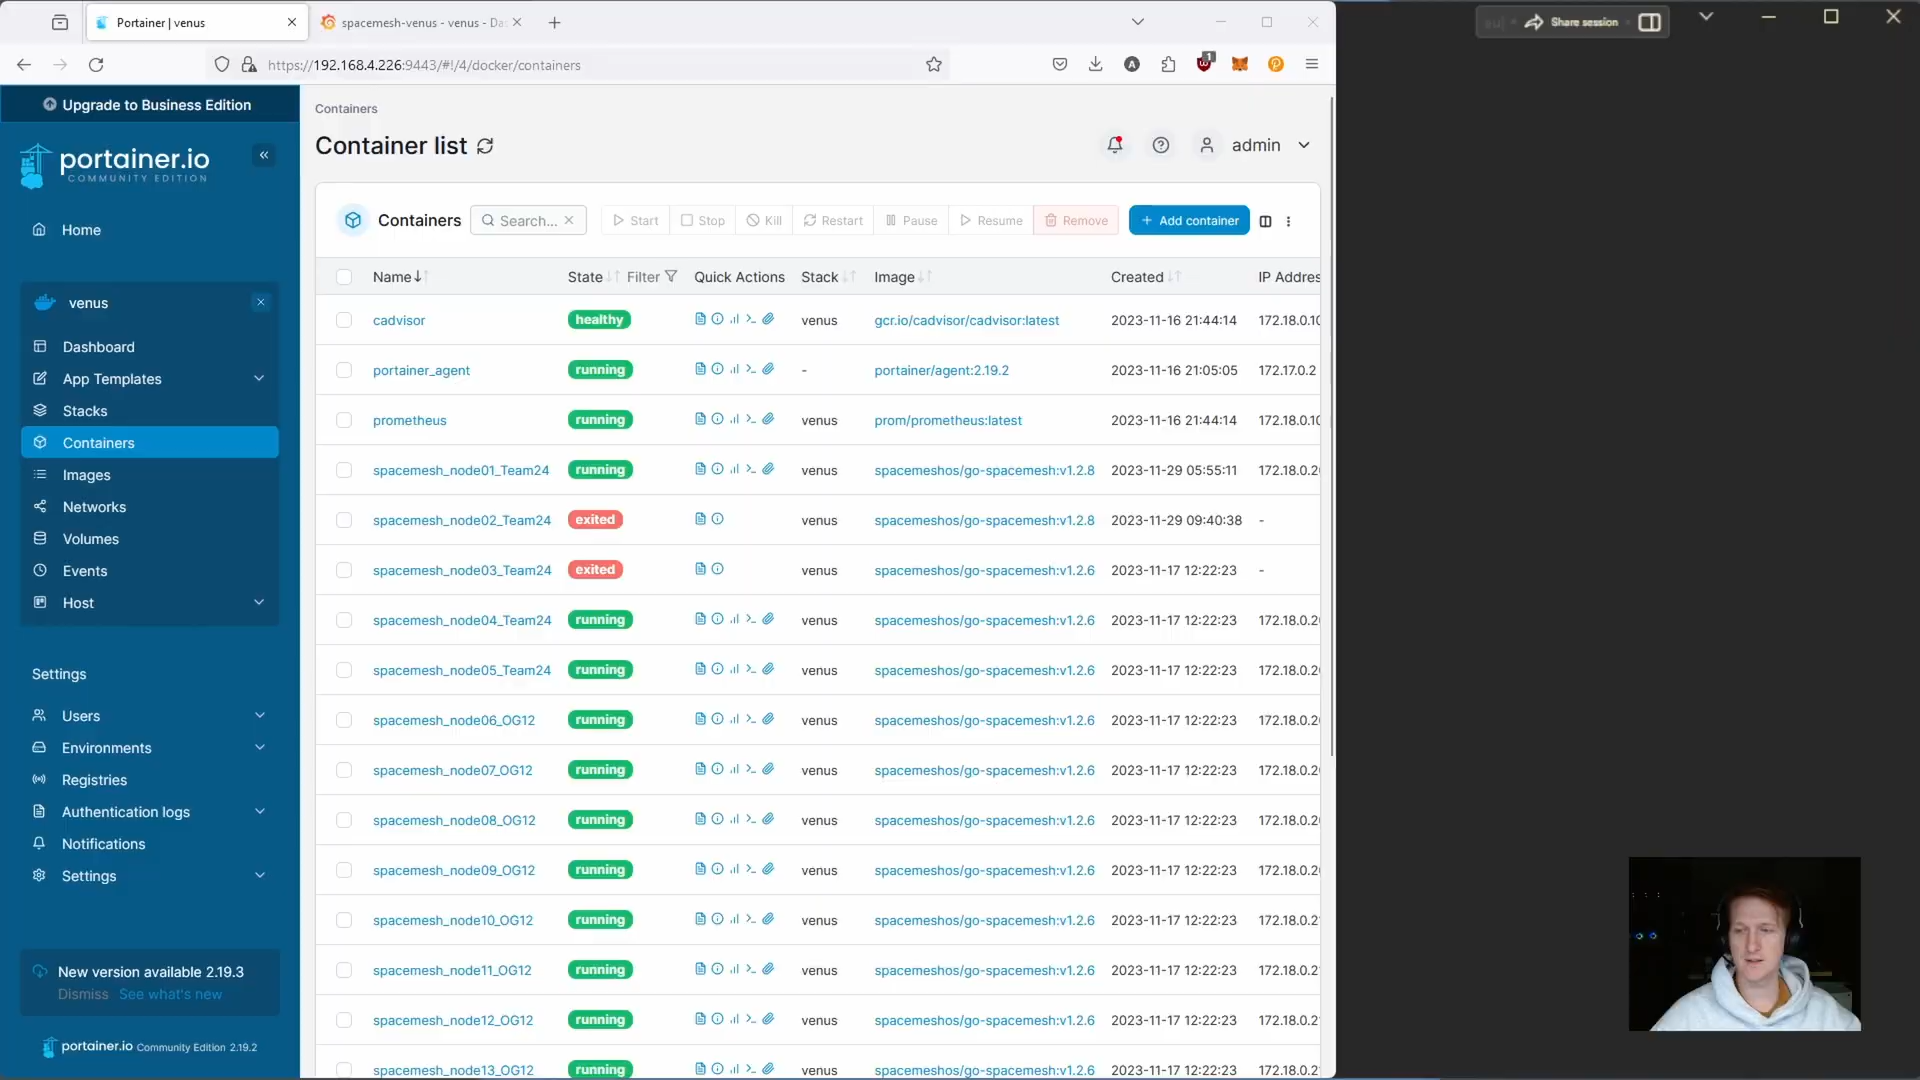 Portainer | venus
spacemesh-venus - venus - Da
Share session
https://192.168.4.226:9443/#!/4/docker/containers
1
Upgrade to Business Edition
portainer.io
COMMUNITY EDITION
Home
venus
Dashboard
App Templates
Stacks
Containers
Images
Networks
Volumes
Events
Host
Settings
Users
Environments
Registries
Authentication logs
Notifications
Settings
New version available 2.19.3
Dismiss See what's new
portainer.io Community Edition 2.19.2
Containers
Container list
admin
Containers Search... Start Stop Kill Restart Pause Resume Remove + Add container
Name State Filter Quick Actions Stack Image Created IP Addres
cadvisor healthy venus gcr.io/cadvisor/cadvisor:latest 2023-11-16 21:44:14 172.18.0.10
portainer_agent running - portainer/agent:2.19.2 2023-11-16 21:05:05 172.17.0.2
prometheus running venus prom/prometheus:latest 2023-11-16 21:44:14 172.18.0.10
spacemesh_node01_Team24 running venus spacemeshos/go-spacemesh:v1.2.8 2023-11-29 05:55:11 172.18.0.20
spacemesh_node02_Team24 exited venus spacemeshos/go-spacemesh:v1.2.8 2023-11-29 09:40:38 -
spacemesh_node03_Team24 exited venus spacemeshos/go-spacemesh:v1.2.6 2023-11-17 12:22:23 -
spacemesh_node04_Team24 running venus spacemeshos/go-spacemesh:v1.2.6 2023-11-17 12:22:23 172.18.0.20
spacemesh_node05_Team24 running venus spacemeshos/go-spacemesh:v1.2.6 2023-11-17 12:22:23 172.18.0.20
spacemesh_node06_OG12 running venus spacemeshos/go-spacemesh:v1.2.6 2023-11-17 12:22:23 172.18.0.20
spacemesh_node07_OG12 running venus spacemeshos/go-spacemesh:v1.2.6 2023-11-17 12:22:23 172.18.0.20
spacemesh_node08_OG12 running venus spacemeshos/go-spacemesh:v1.2.6 2023-11-17 12:22:23 172.18.0.20
spacemesh_node09_OG12 running venus spacemeshos/go-spacemesh:v1.2.6 2023-11-17 12:22:23 172.18.0.20
spacemesh_node10_OG12 running venus spacemeshos/go-spacemesh:v1.2.6 2023-11-17 12:22:23 172.18.0.21
spacemesh_node11_OG12 running venus spacemeshos/go-spacemesh:v1.2.6 2023-11-17 12:22:23 172.18.0.21
spacemesh_node12_OG12 running venus spacemeshos/go-spacemesh:v1.2.6 2023-11-17 12:22:23 172.18.0.21
spacemesh_node13_OG12 running venus spacemeshos/go-spacemesh:v1.2.6 2023-11-17 12:22:23 172.18.0.21